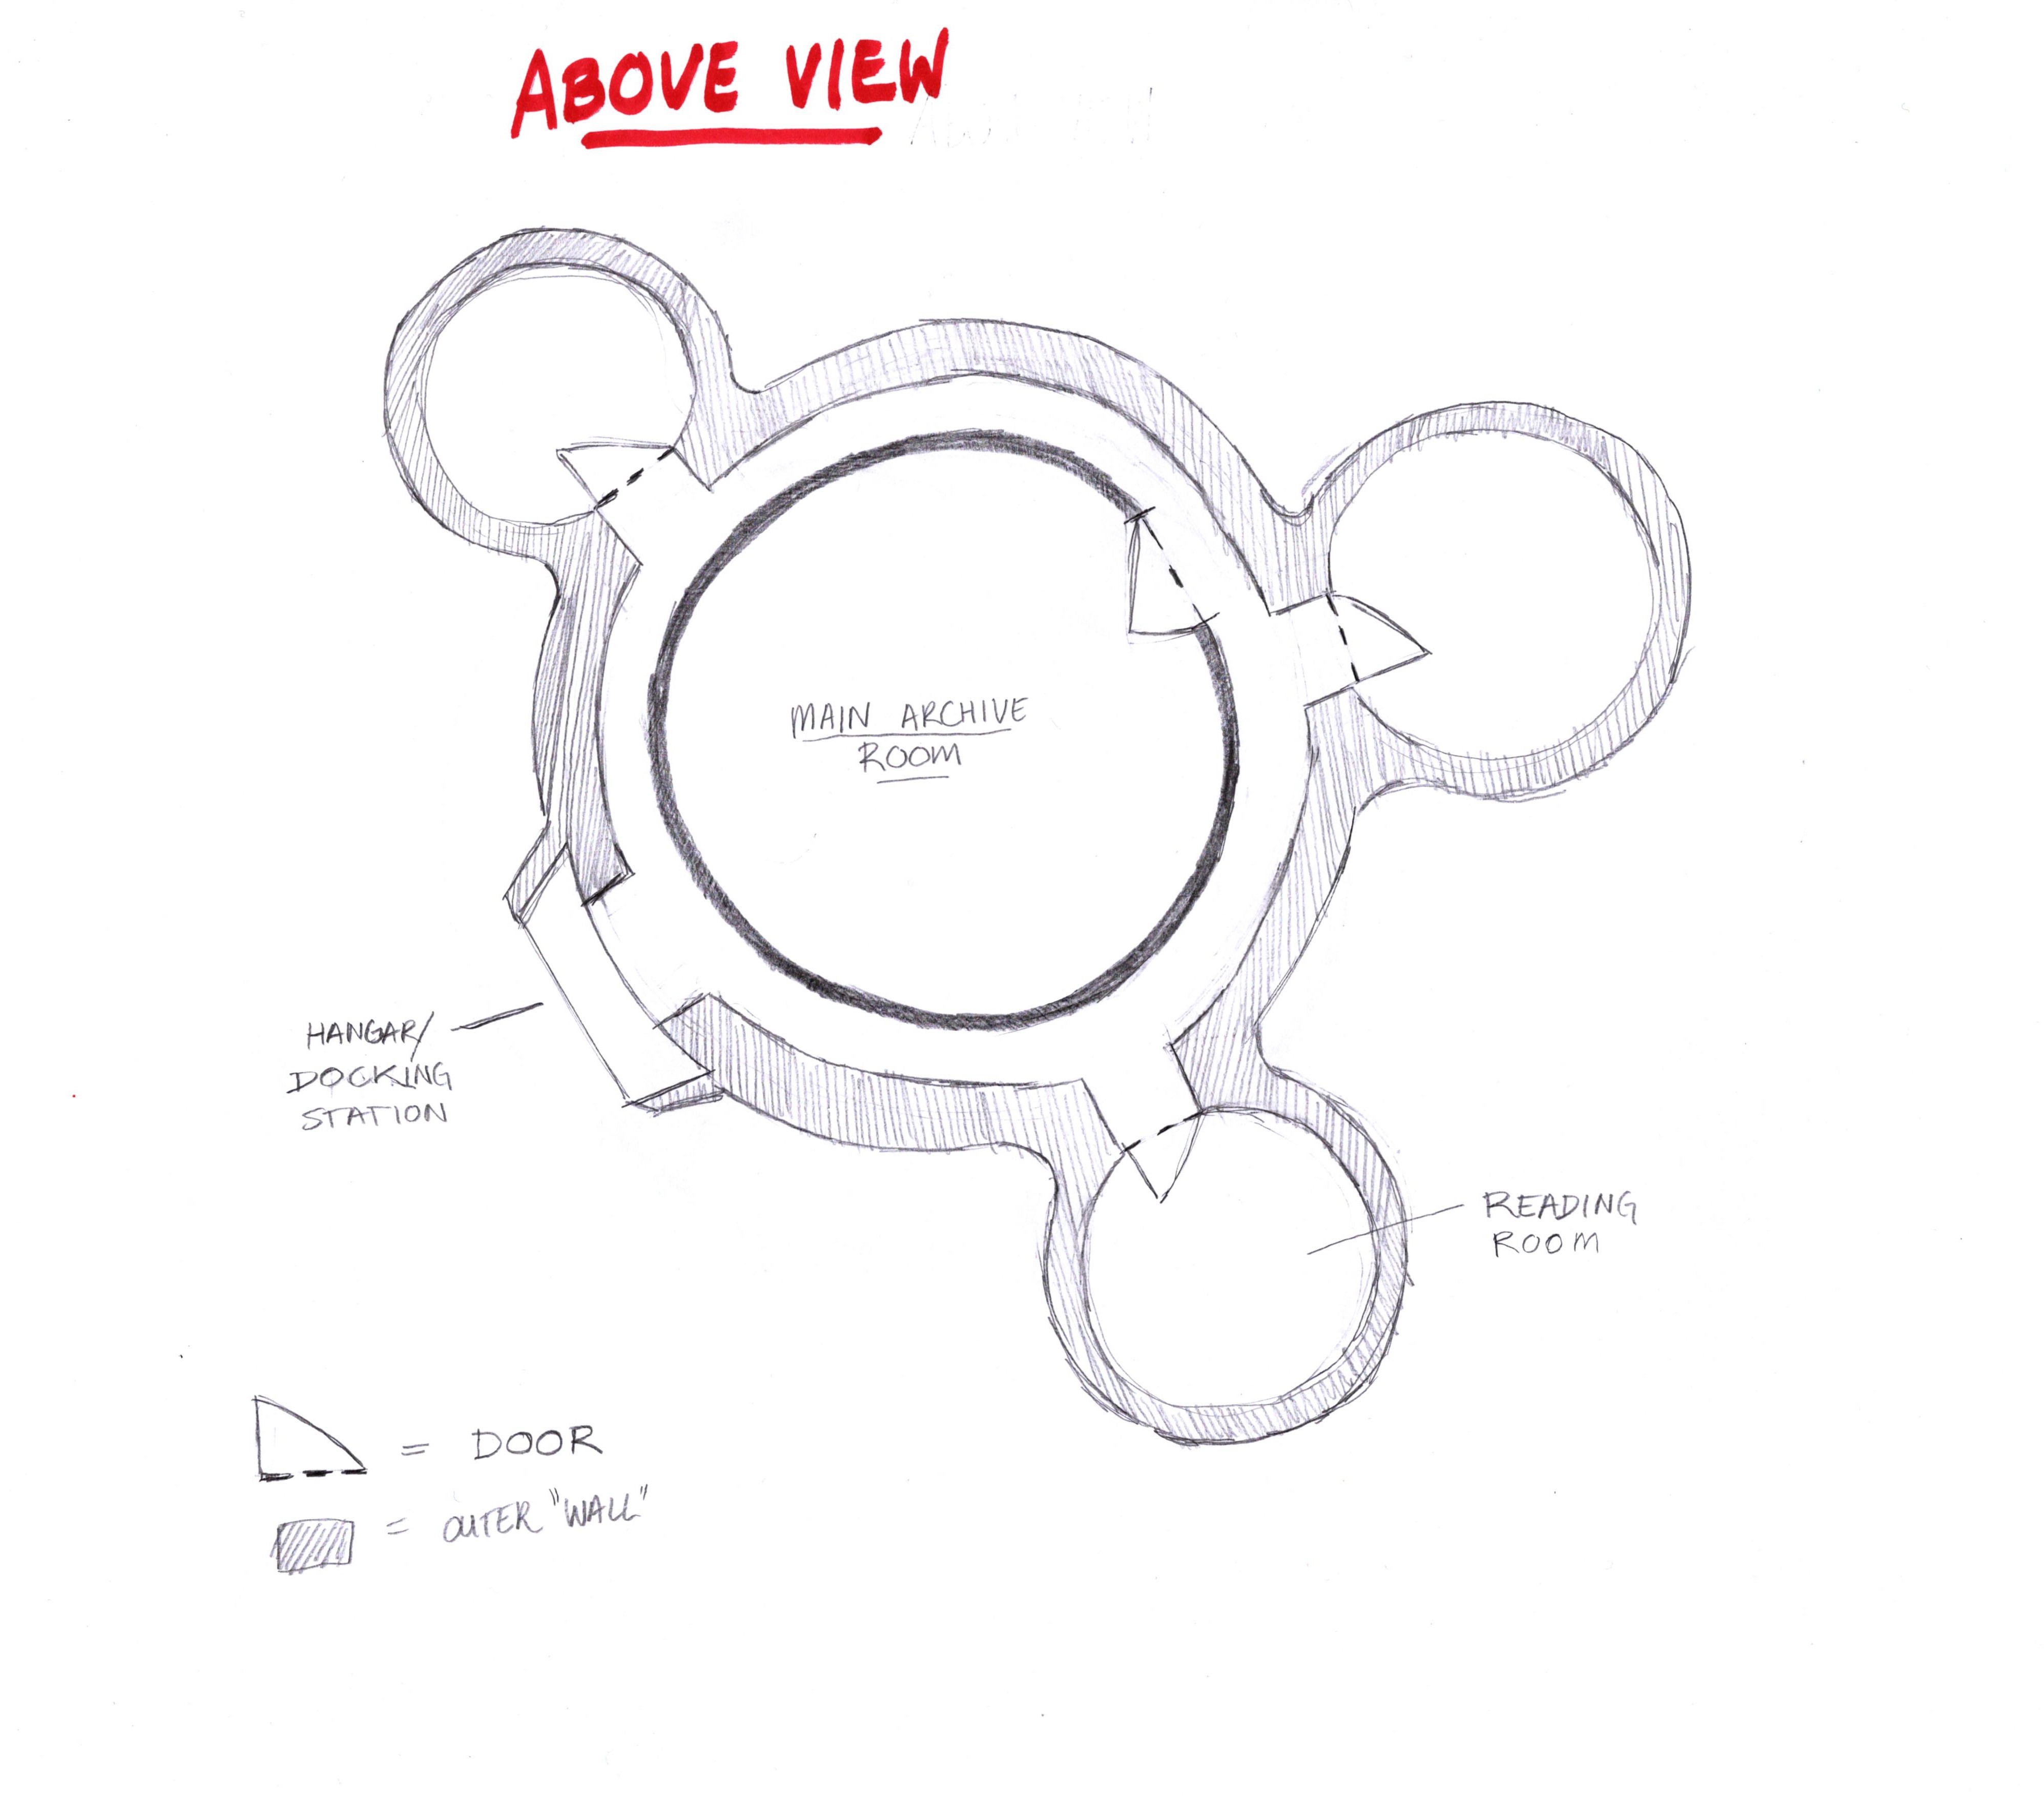 ABOVE VIEW
MAIN ARCHIVE
ROOM
HANGAR/
DOCKING
STATION
READING
ROOM
= DOOR
= OUTER "WALL"